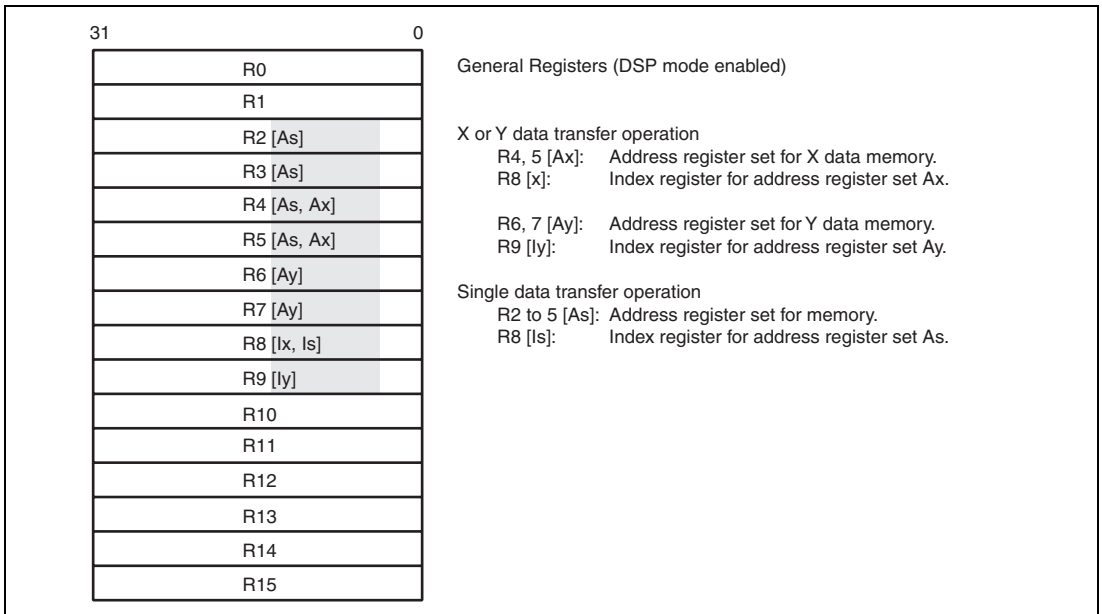 31 0
R0
R1
R2 [As]
R3 [As]
R4 [As, Ax]
R5 [As, Ax]
R6 [Ay]
R7 [Ay]
R8 [Ix, Is]
R9 [Iy]
R10
R11
R12
R13
R14
R15
General Registers (DSP mode enabled)
X or Y data transfer operation
R4, 5 [Ax]: Address register set for X data memory.
R8 [x]: Index register for address register set Ax.
R6, 7 [Ay]: Address register set for Y data memory.
R9 [Iy]: Index register for address register set Ay.
Single data transfer operation
R2 to 5 [As]: Address register set for memory.
R8 [Is]: Index register for address register set As.